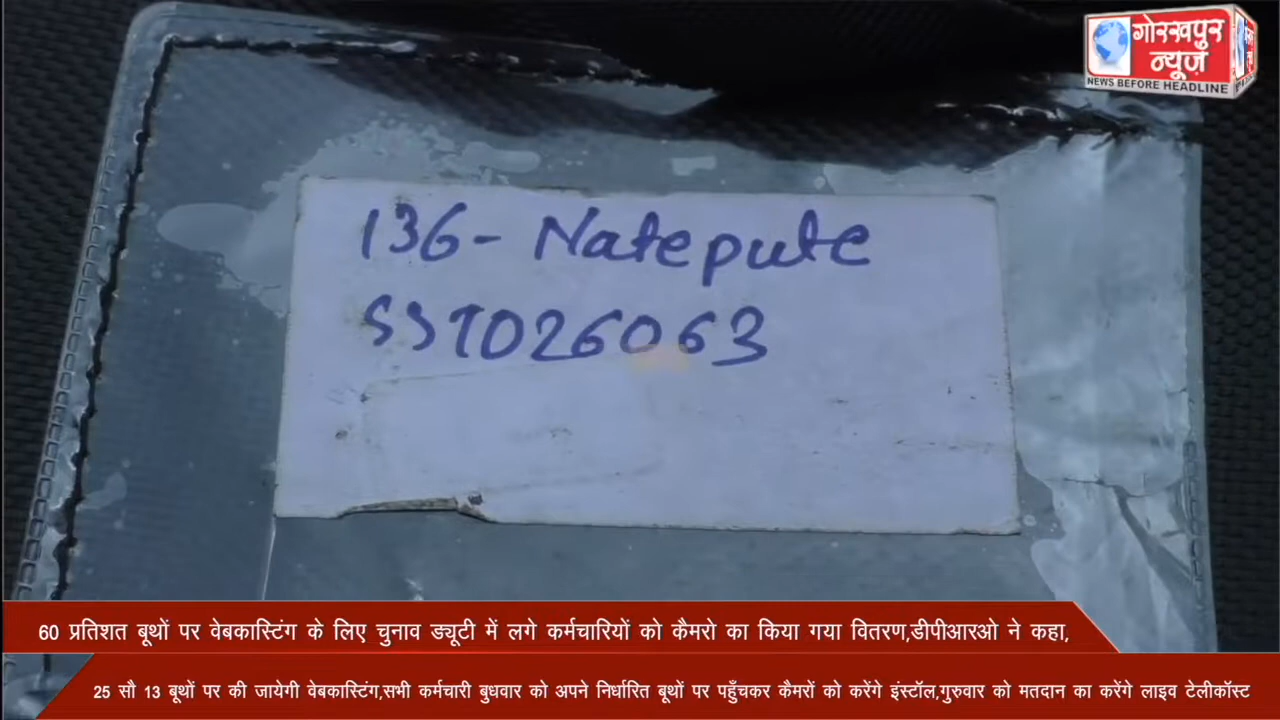 गोरखपुर
न्यूज़
NEWS BEFORE HEADLINE
136- Natepute
SST026063
60 प्रतिशत बूथों पर वेबकास्टिंग के लिए चुनाव ड्यूटी में लगे कर्मचारियों को कैमरो का किया गया वितरण,डीपीआरओ ने कहा,
25 सौ 13 बूथों पर की जायेगी वेबकास्टिंग,सभी कर्मचारी बुधवार को अपने निर्धारित बूथों पर पहुँचकर कैमरों को करेंगे इंस्टॉल,गुरुवार को मतदान का करेंगे लाइव टेलीकॉस्ट